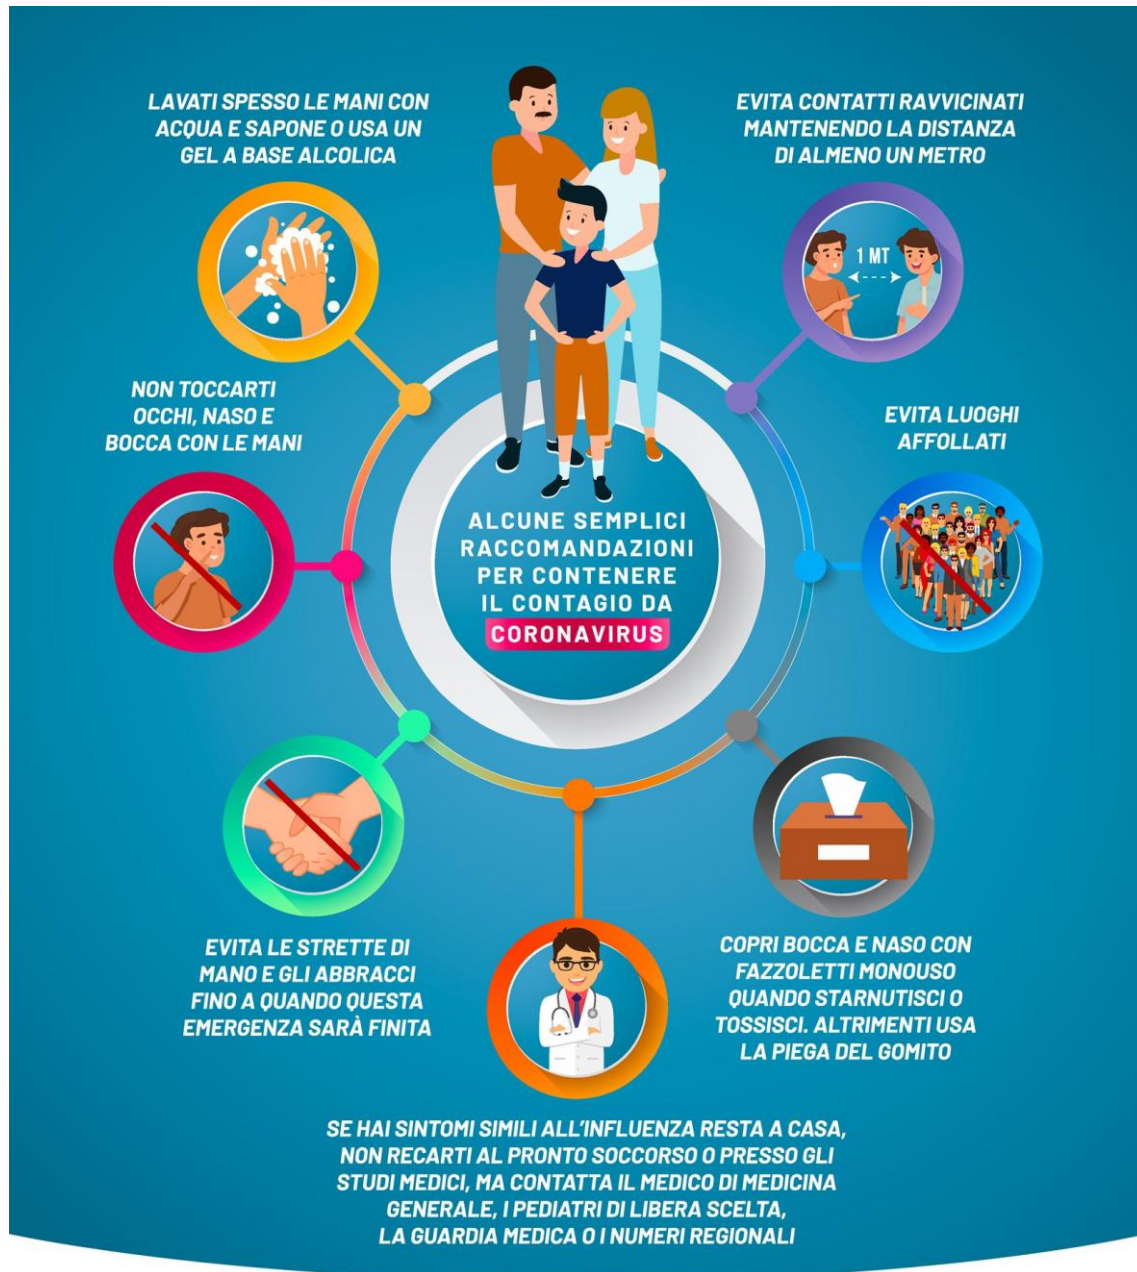 LAVATI SPESSO LE MANI CON
ACQUA E SAPONE O USA UN
GEL A BASE ALCOLICA
EVITA CONTATTI RAVVICINATI
MANTENENDO LA DISTANZA
DI ALMENO UN METRO
1 MT
NON TOCCARTI
OCCHI, NASO E
BOCCA CON LE MANI
EVITA LUOGHI
AFFOLLATI
ALCUNE SEMPLICI
RACCOMANDAZIONI
PER CONTENERE
IL CONTAGIO DA
CORONAVIRUS
EVITA LE STRETTE DI
MANO E GLI ABBRACCI
FINO A QUANDO QUESTA
EMERGENZA SARÀ FINITA
COPRI BOCCA E NASO CON
FAZZOLETTI MONOUSO
QUANDO STARNUTISCI O
TOSSISCI. ALTRIMENTI USA
LA PIEGA DEL GOMITO
SE HAI SINTOMI SIMILI ALL'INFLUENZA RESTA A CASA,
NON RECARTI AL PRONTO SOCCORSO O PRESSO GLI
STUDI MEDICI, MA CONTATTA IL MEDICO DI MEDICINA
GENERALE, I PEDIATRI DI LIBERA SCELTA,
LA GUARDIA MEDICA O I NUMERI REGIONALI